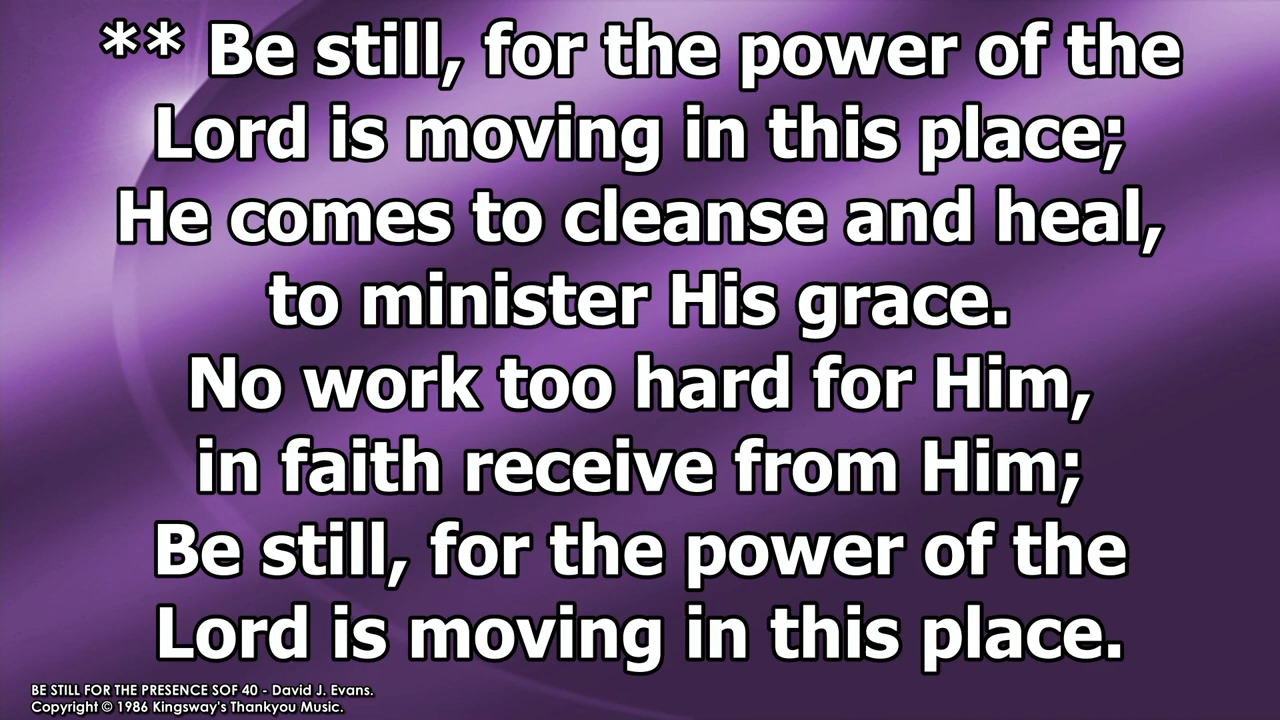 ** Be still, for the power of the
Lord is moving in this place;
He comes to cleanse and heal,
to minister His grace.
No work too hard for Him,
in faith receive from Him;
Be still, for the power of the
Lord is moving in this place.
BE STILL FOR THE PRESENCE SOF 40 - David J. Evans.
Copyright © 1986 Kingsway's Thankyou Music.